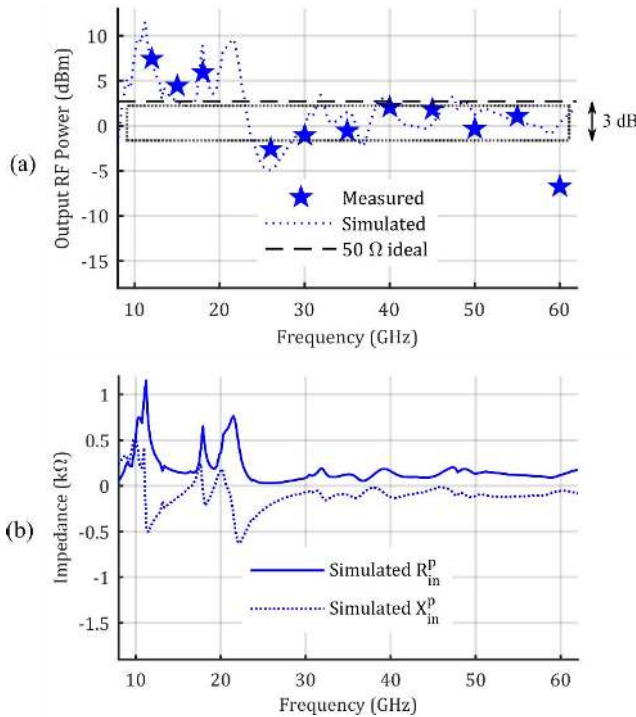 (a)
Output RF Power (dBm)
10
5
0
-5
-10
-15
3 dB
Measured
Simulated
50 Ω ideal
10 20 30 40 50 60
Frequency (GHz)
(b)
Impedance (kΩ)
1
0.5
0
-0.5
-1
-1.5
Simulated R_in^p
Simulated X_in^p
10 20 30 40 50 60
Frequency (GHz)